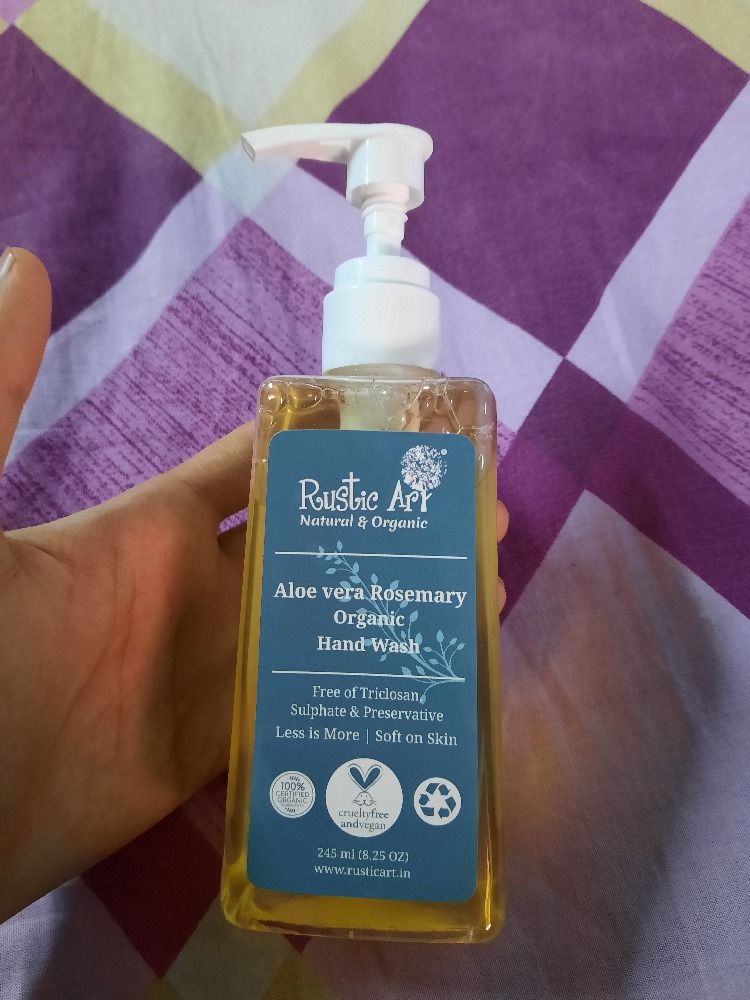 Rustic Art
Natural & Organic
Aloe vera Rosemary
Organic
Hand Wash
Free of Triclosan,
Sulphate & Preservative
Less is More | Soft on Skin
100%
CERTIFIED
ORGANIC
crueltyfree
andvegan
245 ml (8.25 OZ)
www.rusticart.in